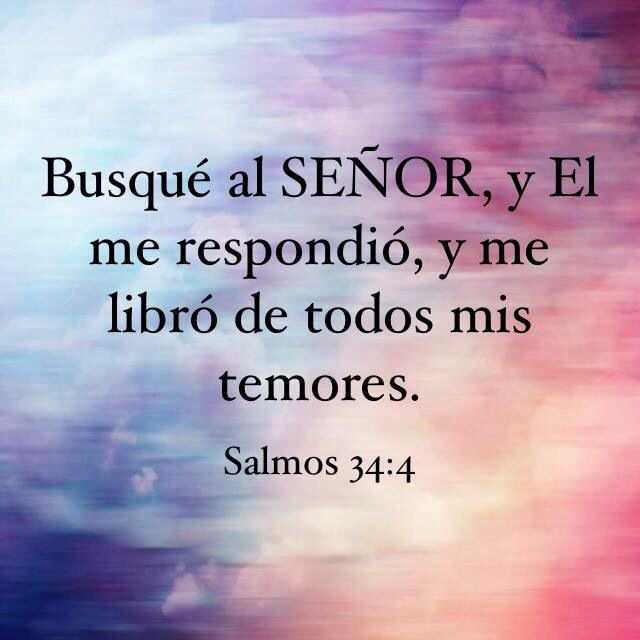 Busqué al SEÑOR, y El
me respondió, y me
libró de todos mis
temores.
Salmos 34:4